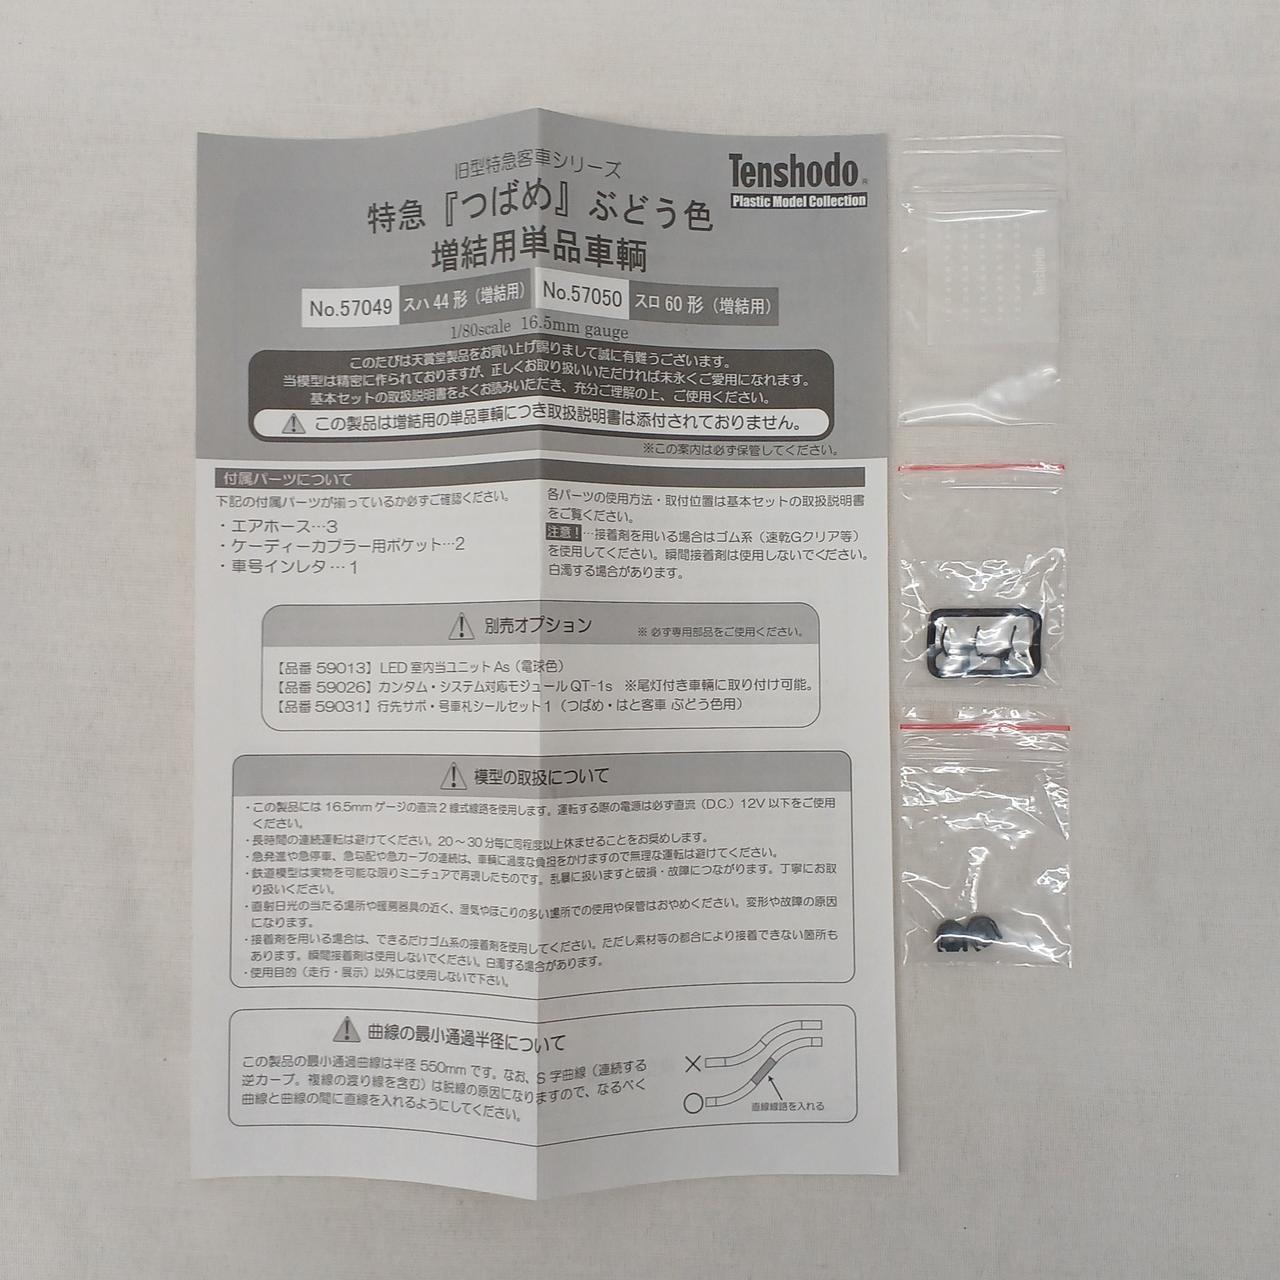 旧型特急客車シリーズ
特急『つばめ』ぶどう色
増結用単品車輌
Tenshodo
Plastic Model Collection
No.57049 スハ 44 形（増結用） No.57050 スロ 60 形（増結用）
1/80scale 16.5mm gauge
このたびは天賞堂製品をお買い上げ賜りまして誠に有難うございます。
当模型は精密に作られておりますが、正しくお取り扱いいただければ末永くご愛用になれます。
基本セットの取扱説明書をよくお読みいただき、充分ご理解の上、ご使用ください。
この製品は増結用の単品車輌につき取扱説明書は添付されておりません。
※この案内は必ず保管してください。
付属パーツについて
下記の付属パーツが揃っているか必ずご確認ください。
・エアホース…3
・ケーディーカプラー用ポケット…2
・車号インレタ…1
各パーツの使用方法・取付位置は基本セットの取扱説明書
をご覧ください。
注意！…接着剤を用いる場合はゴム系（速乾Gクリア等）
を使用してください。瞬間接着剤は使用しないでください。
白濁する場合があります。
別売オプション ※ 必ず専用部品をご使用ください。
【品番 59013】LED 室内当ユニット As（電球色）
【品番 59026】カンタム・システム対応モジュール QT-1s ※尾灯付き車輌に取り付け可能。
【品番 59031】行先サボ・号車札シールセット 1（つばめ・はと客車 ぶどう色用）
模型の取扱について
・この製品には 16.5mm ゲージの直流 2 線式線路を使用します。運転する際の電源は必ず直流（D.C.）12V 以下をご使用
ください。
・長時間の連続運転は避けてください。20～30 分毎に同程度以上休ませることをお奨めします。
・急発進や急停車、急勾配や急カーブの連続は、車輌に過度な負担をかけますので無理な運転は避けてください。
・鉄道模型は実物を可能な限りミニチュアで再現したものです。乱暴に扱いますと破損・故障につながります。丁寧にお取
り扱いください。
・直射日光の当たる場所や暖房器具の近く、湿気やほこりの多い場所での使用や保管はおやめください。変形や故障の原因
になります。
・接着剤を用いる場合は、できるだけゴム系の接着剤を使用してください。ただし素材等の都合により接着できない箇所も
あります。瞬間接着剤は使用しないでください。白濁する場合があります。
・使用目的（走行・展示）以外には使用しないで下さい。
曲線の最小通過半径について
この製品の最小通過曲線は半径 550mm です。なお、S 字曲線（連続する
逆カーブ。複線の渡り線を含む）は脱線の原因になりますので、なるべく
曲線と曲線の間に直線を入れるようにしてください。
直線線路を入れる
Tenshodo